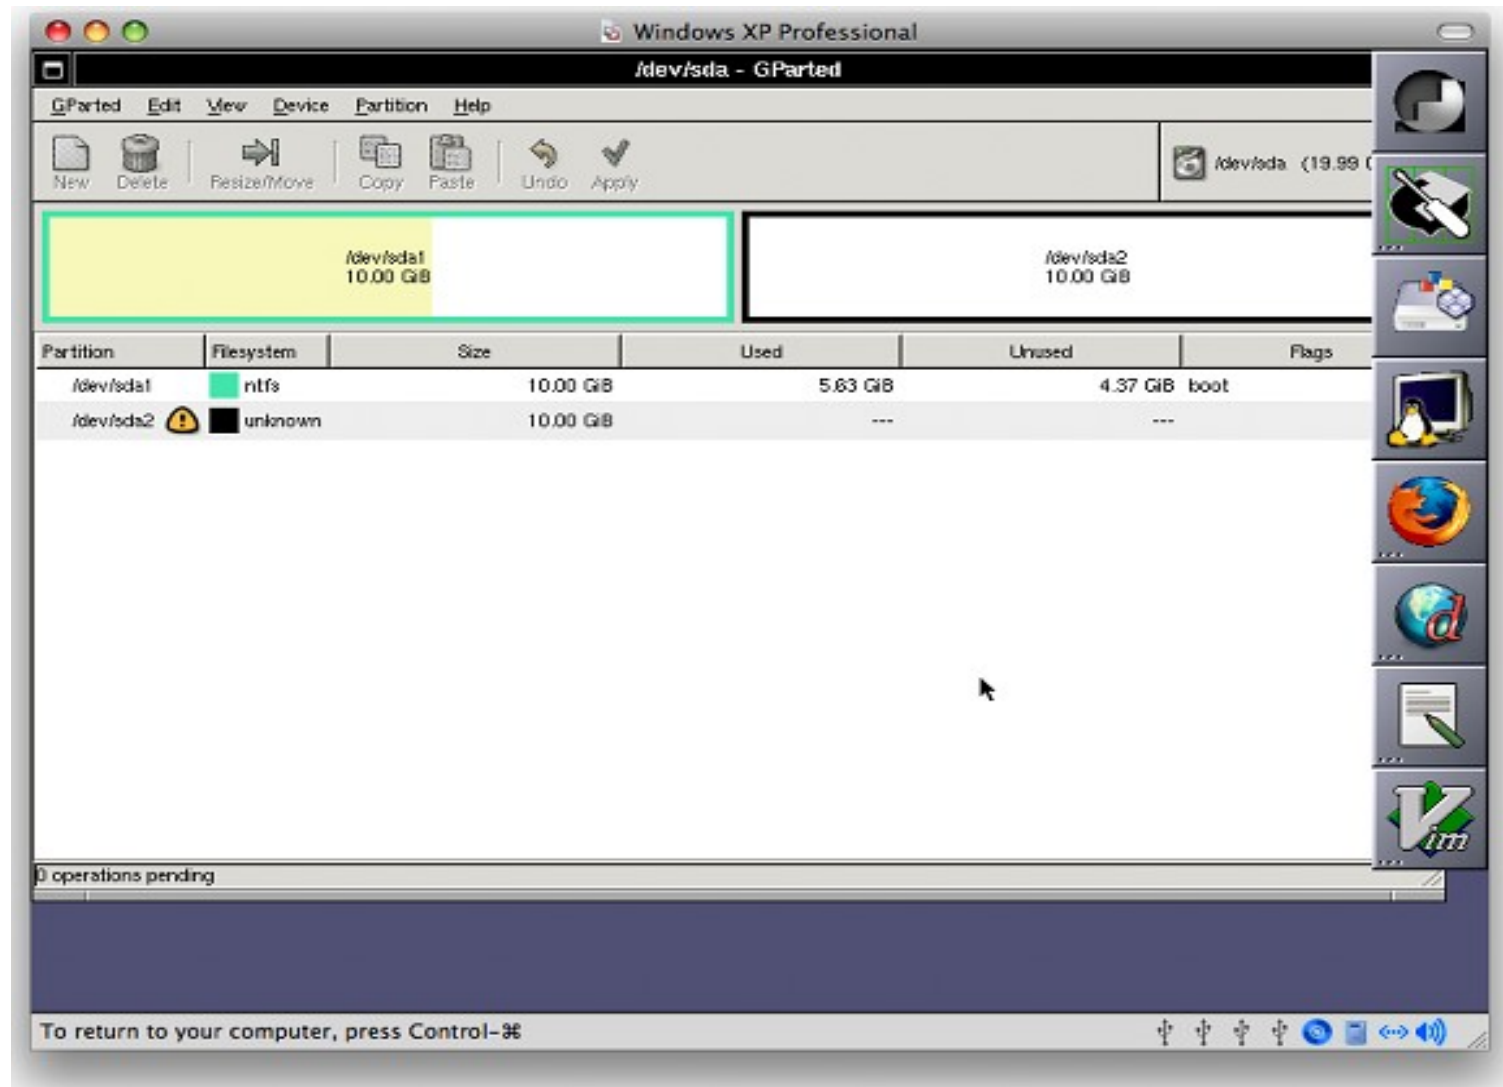 Windows XP Professional
/dev/sda - GParted
GParted Edit View Device Partition Help
New Delete Resize/Move Copy Paste Undo Apply
/dev/sda (19.99 G
/dev/sda1
10.00 GiB
/dev/sda2
10.00 GiB
Partition Filesystem Size Used Unused Flags
/dev/sda1 ntfs 10.00 GiB 5.63 GiB 4.37 GiB boot
/dev/sda2 unknown 10.00 GiB --- ---
d
Vim
0 operations pending
To return to your computer, press Control-⌘